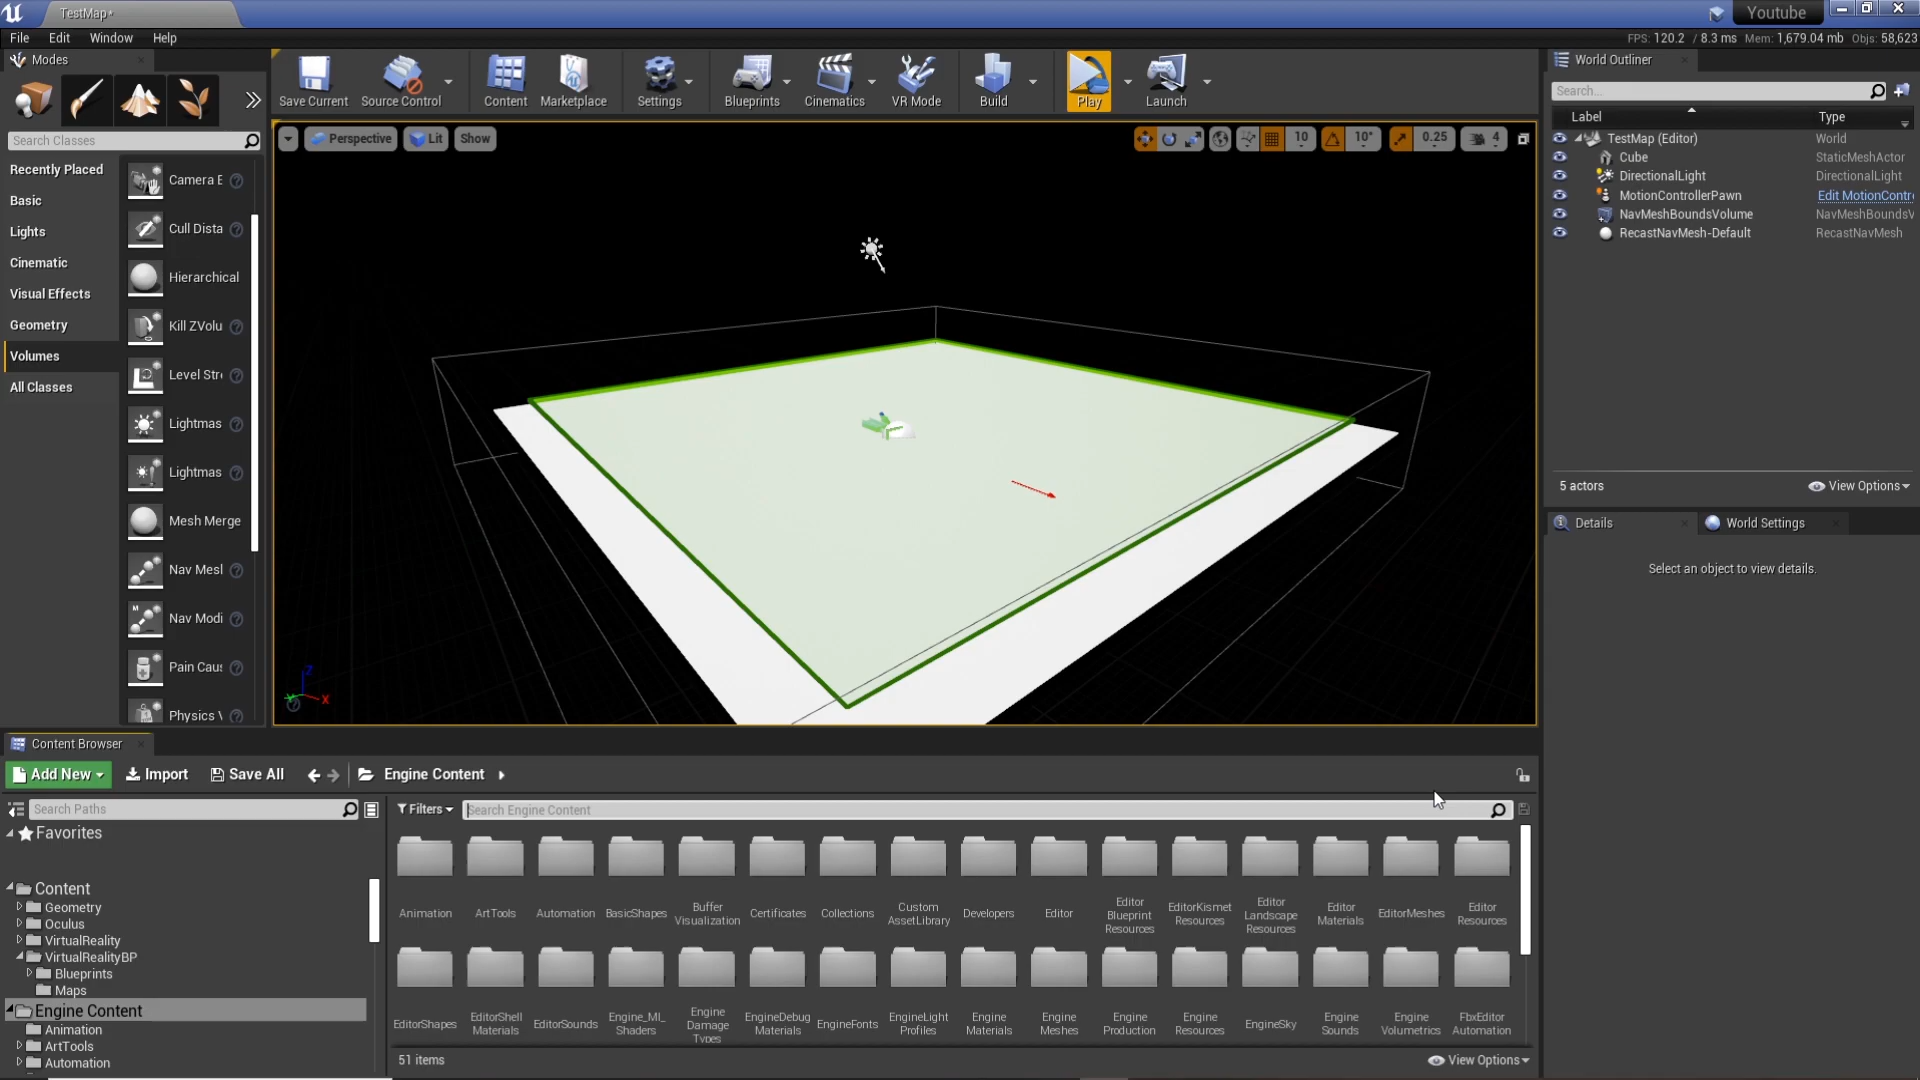 TestMap*
Youtube
File Edit Window Help
FPS: 120.2 / 8.3 ms Mem: 1,679.04 mb Objs: 58,623
Modes
Save Current
Source Control
Content
Marketplace
Settings
Blueprints
Cinematics
VR Mode
Build
Play
Launch
Search Classes
Recently Placed
Basic
Lights
Cinematic
Visual Effects
Geometry
Volumes
All Classes
Camera E
Cull Dista
Hierarchical
Kill ZVolu
Level Stre
Lightmas
Lightmas
Mesh Merge
Nav Mesl
Nav Modi
Pain Caus
Physics V
Perspective
Lit
Show
10
10°
0.25
4
Z
X
World Outliner
Search...
Label Type
TestMap (Editor) World
Cube StaticMeshActor
DirectionalLight DirectionalLight
MotionControllerPawn Edit MotionContr
NavMeshBoundsVolume NavMeshBoundsV
RecastNavMesh-Default RecastNavMesh
5 actors
View Options
Details
World Settings
Select an object to view details.
Content Browser
Add New
Import
Save All
Engine Content
Search Paths
Filters
Search Engine Content
Favorites
Content
Geometry
Oculus
VirtualReality
VirtualRealityBP
Blueprints
Maps
Engine Content
Animation
ArtTools
Automation
Animation
ArtTools
Automation
BasicShapes
Buffer
Visualization
Certificates
Collections
Custom
AssetLibrary
Developers
Editor
Editor
Blueprint
Resources
EditorKismet
Resources
Editor
Landscape
Resources
Editor
Materials
EditorMeshes
Editor
Resources
EditorShapes
EditorShell
Materials
EditorSounds
Engine_MI_
Shaders
Engine
Damage
Types
EngineDebug
Materials
EngineFonts
EngineLight
Profiles
Engine
Materials
Engine
Meshes
Engine
Production
Engine
Resources
EngineSky
Engine
Sounds
Engine
Volumetrics
FbxEditor
Automation
51 items
View Options